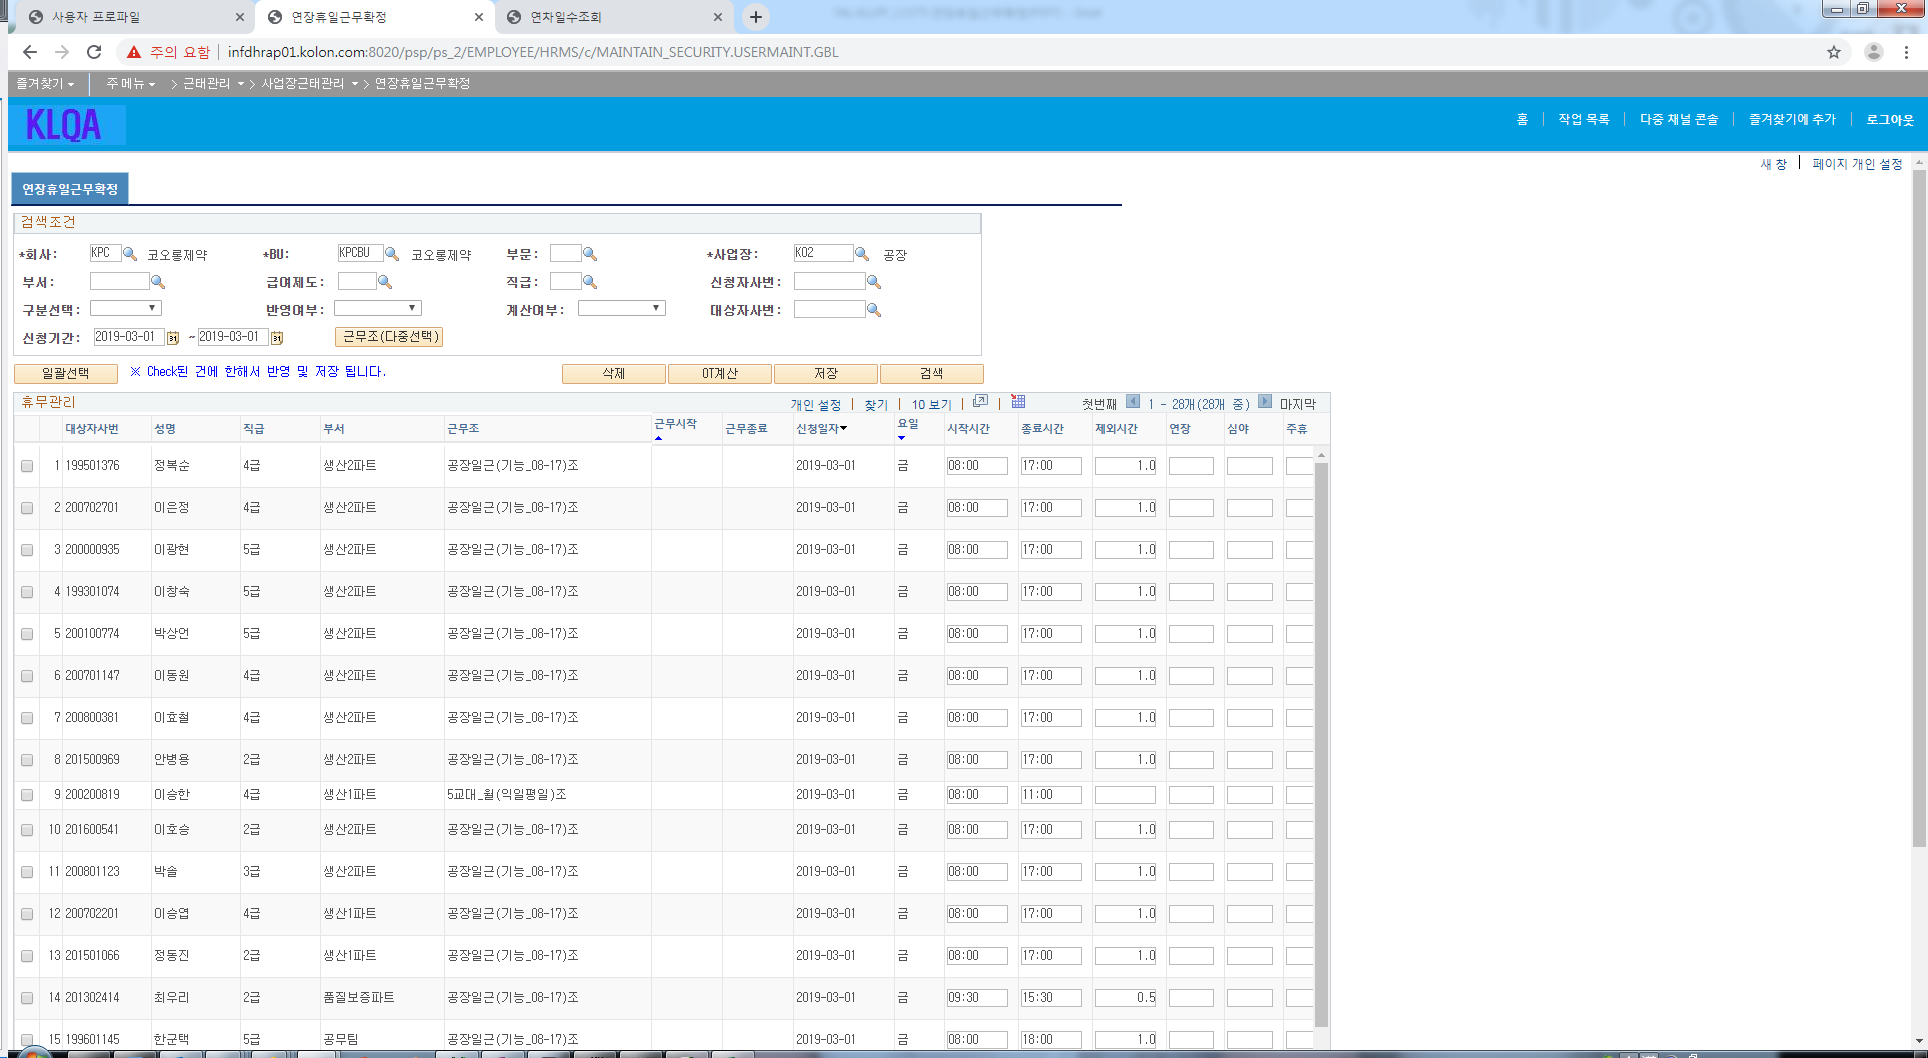 사용자 프로파일
연장휴일근무확정
연차일수조회
주의 요함 infdhrap01.kolon.com:8020/psp/ps_2/EMPLOYEE/HRMS/c/MAINTAIN_SECURITY.USERMAINT.GBL
즐겨찾기 주 메뉴 > 근태관리 > 사업장근태관리 > 연장휴일근무확정
KLQA
홈 작업 목록 다중 채널 콘솔 즐겨찾기에 추가 로그아웃
새 창 페이지 개인 설정
연장휴일근무확정
검색조건
*회사: KPC 코오롱제약 *BU: KPCBU 코오롱제약 부문: *사업장: K02 공장
부서: 급여제도: 직급: 신청자사번:
구분선택: 반영여부: 계산여부: 대상자사번:
신청기간: 2019-03-01 ~ 2019-03-01 근무조(다중선택)
일괄선택 ※ Check된 건에 한해서 반영 및 저장 됩니다. 삭제 OT계산 저장 검색
휴무관리 개인 설정 찾기 10 보기 첫번째 1 - 28개(28개 중) 마지막
대상자사번 성명 직급 부서 근무조 근무시작 근무종료 신청일자 요일 시작시간 종료시간 제외시간 연장 심야 주휴
1 199501376 정복순 4급 생산2파트 공장일근(기능_08-17)조 2019-03-01 금 08:00 17:00 1.0
2 200702701 이은정 4급 생산2파트 공장일근(기능_08-17)조 2019-03-01 금 08:00 17:00 1.0
3 200000935 이광현 5급 생산2파트 공장일근(기능_08-17)조 2019-03-01 금 08:00 17:00 1.0
4 199301074 이창숙 5급 생산2파트 공장일근(기능_08-17)조 2019-03-01 금 08:00 17:00 1.0
5 200100774 박상언 5급 생산2파트 공장일근(기능_08-17)조 2019-03-01 금 08:00 17:00 1.0
6 200701147 이동원 4급 생산2파트 공장일근(기능_08-17)조 2019-03-01 금 08:00 17:00 1.0
7 200800381 이효철 4급 생산2파트 공장일근(기능_08-17)조 2019-03-01 금 08:00 17:00 1.0
8 201500969 안병용 2급 생산2파트 공장일근(기능_08-17)조 2019-03-01 금 08:00 17:00 1.0
9 200200819 이승한 4급 생산1파트 5교대_월(익일평일)조 2019-03-01 금 08:00 11:00
10 201600541 이호승 2급 생산2파트 공장일근(기능_08-17)조 2019-03-01 금 08:00 17:00 1.0
11 200801123 박솔 3급 생산2파트 공장일근(기능_08-17)조 2019-03-01 금 08:00 17:00 1.0
12 200702201 이승엽 4급 생산1파트 공장일근(기능_08-17)조 2019-03-01 금 08:00 17:00 1.0
13 201501066 정동진 2급 생산1파트 공장일근(기능_08-17)조 2019-03-01 금 08:00 17:00 1.0
14 201302414 최우리 2급 품질보증파트 공장일근(기능_08-17)조 2019-03-01 금 09:30 15:30 0.5
15 199601145 한군택 5급 공무팀 공장일근(기능_08-17)조 2019-03-01 금 08:00 18:00 1.0